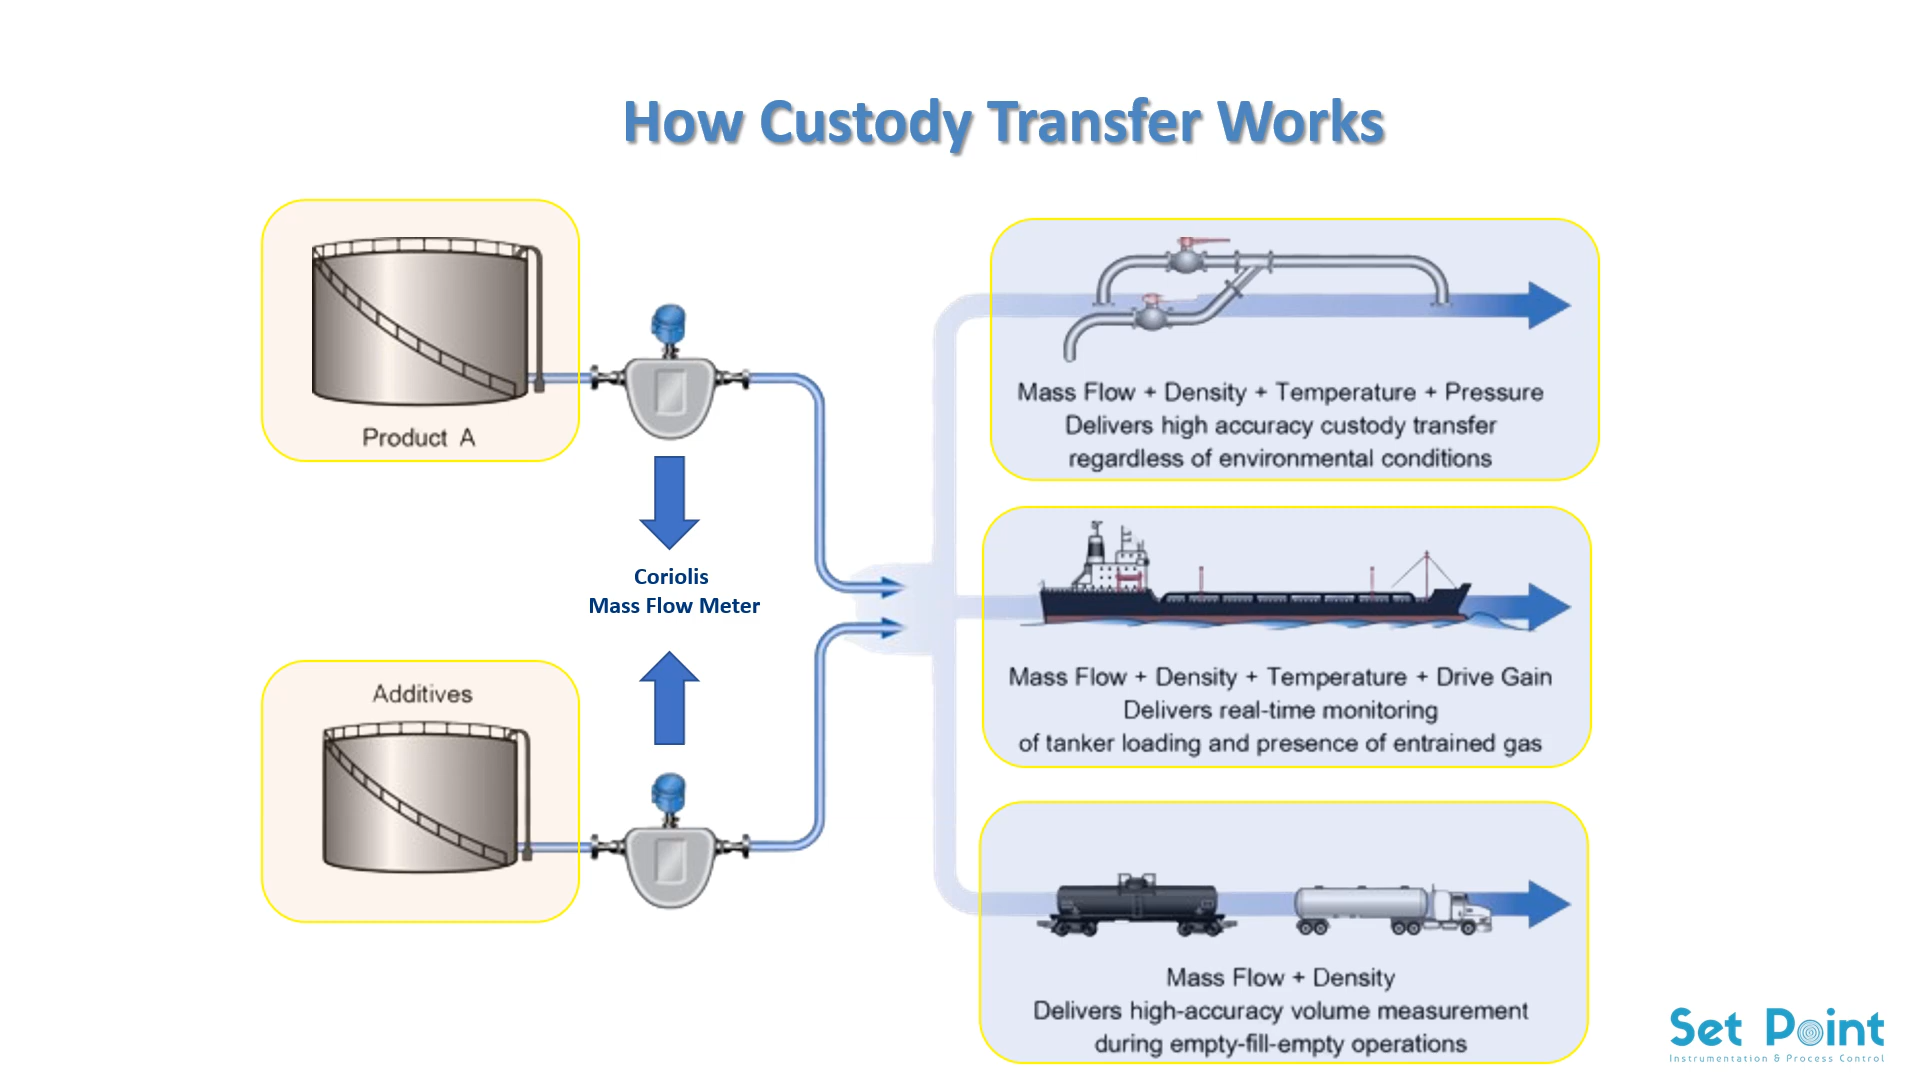 How Custody Transfer Works
Product A
Coriolis
Mass Flow Meter
Additives
Mass Flow + Density + Temperature + Pressure
Delivers high accuracy custody transfer
regardless of environmental conditions
Mass Flow + Density + Temperature + Drive Gain
Delivers real-time monitoring
of tanker loading and presence of entrained gas
Mass Flow + Density
Delivers high-accuracy volume measurement
during empty-fill-empty operations
Set Point
Instrumentation & Process Control